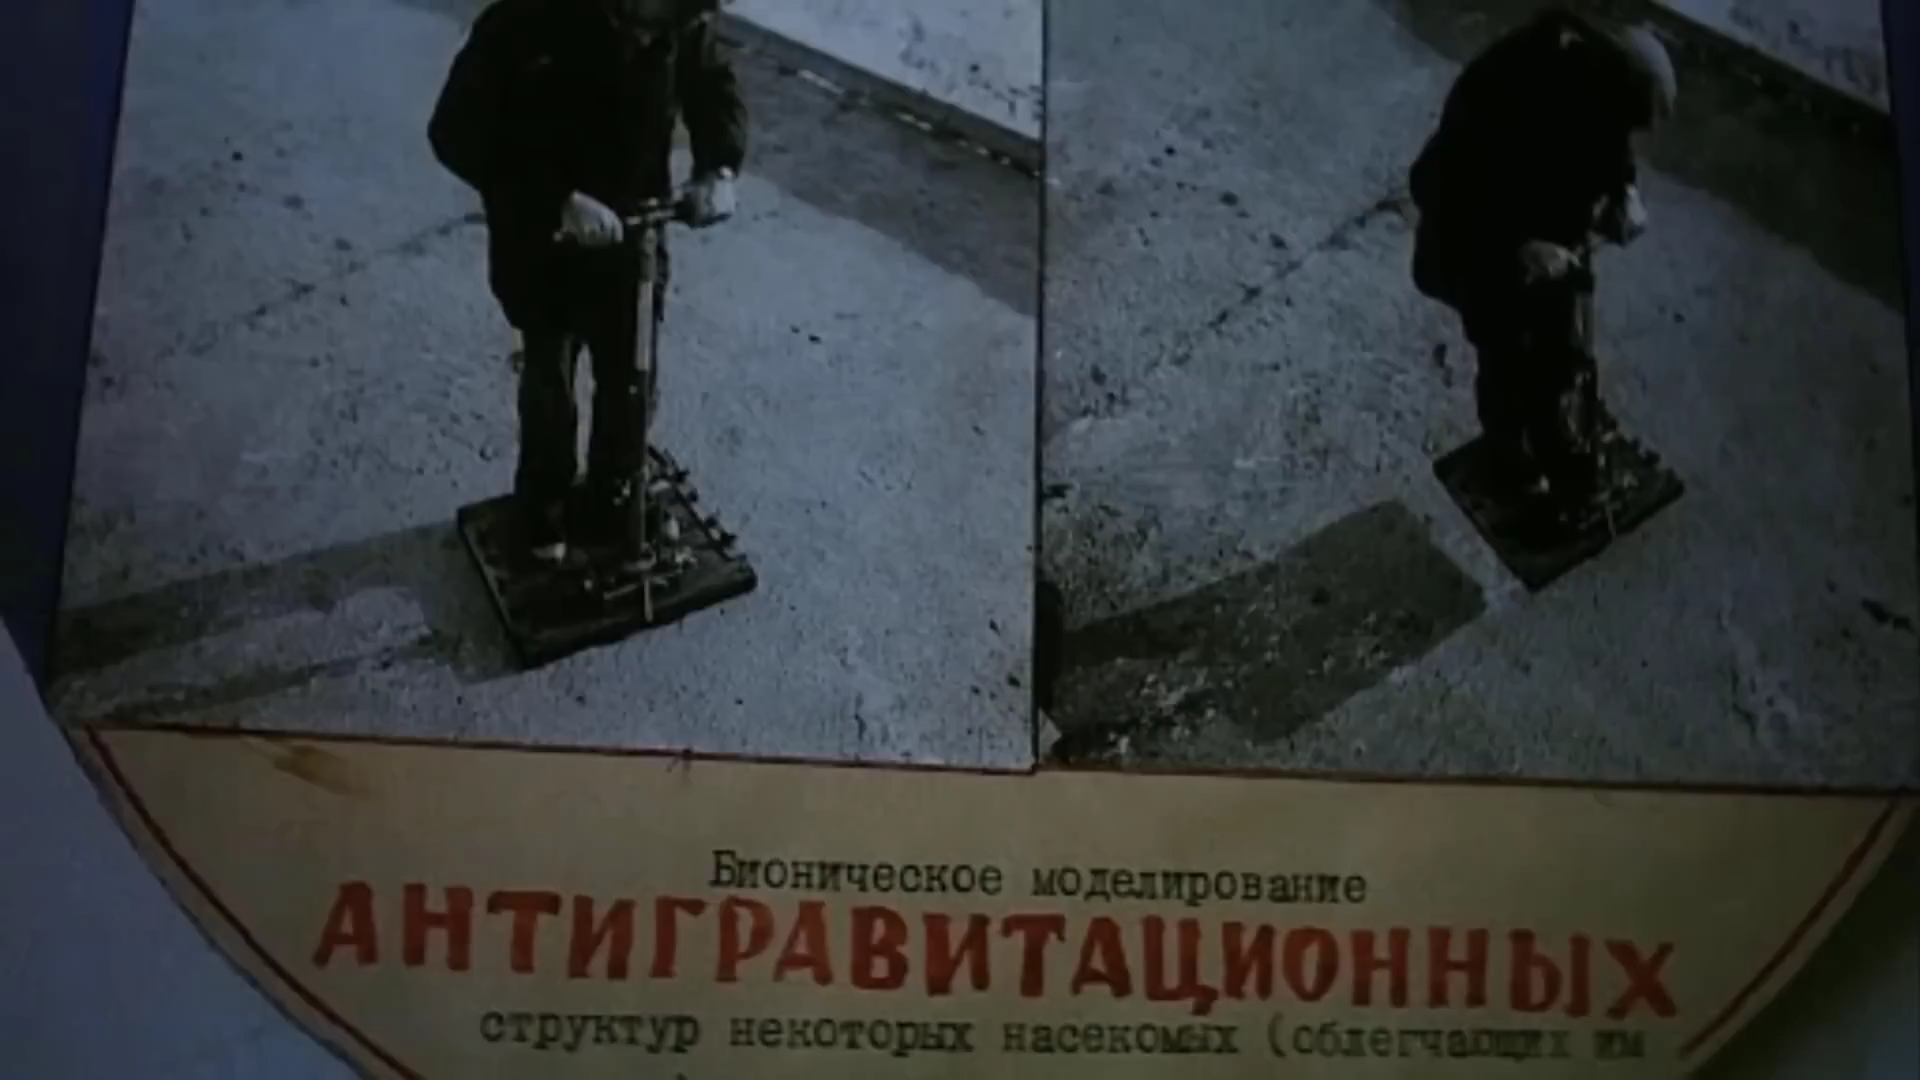 Бионическое моделирование
АНТИГРАВИТАЦИОННЫХ
структур некоторых насекомых (облегчающих им